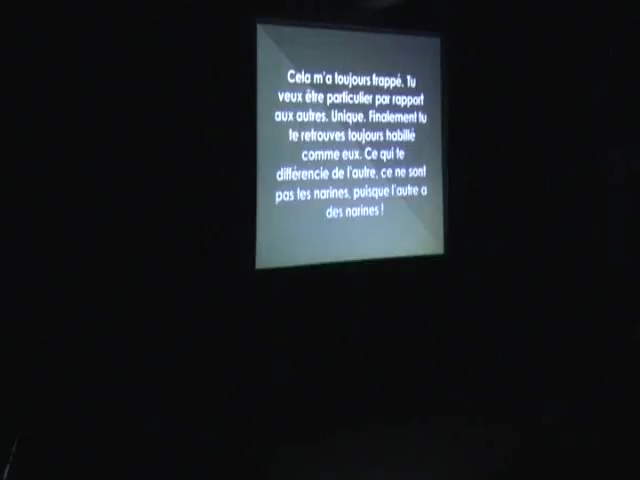 Cela m'a toujours frappé. Tu
veux être particulier par rapport
aux autres. Unique. Finalement tu
te retrouves toujours habillé
comme eux. Ce qui te
différencie de l'autre, ce ne sont
pas tes narines, puisque l'autre a
des narines !